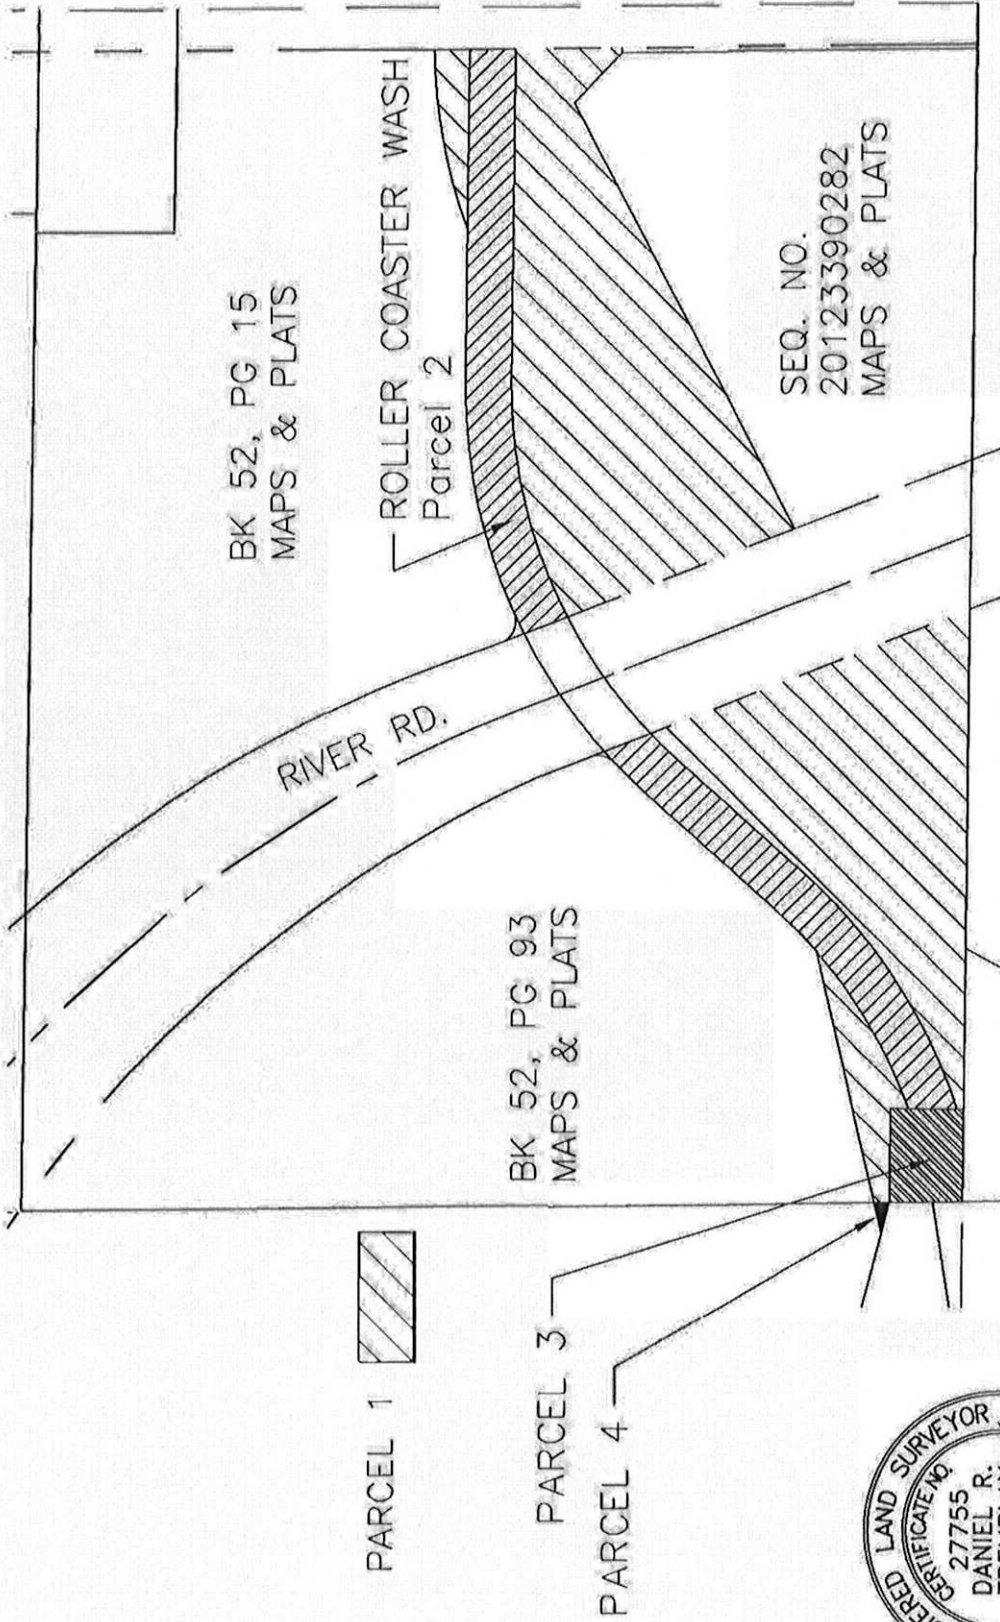 BK 52, PG 15
MAPS & PLATS
ROLLER COASTER WASH
Parcel 2
SEQ. NO.
20123390282
MAPS & PLATS
RIVER RD.
BK 52, PG 93
MAPS & PLATS
PARCEL 1
PARCEL 3
PARCEL 4
LAND SURVEYOR
CERTIFICATE NO.
27755
DANIEL R.